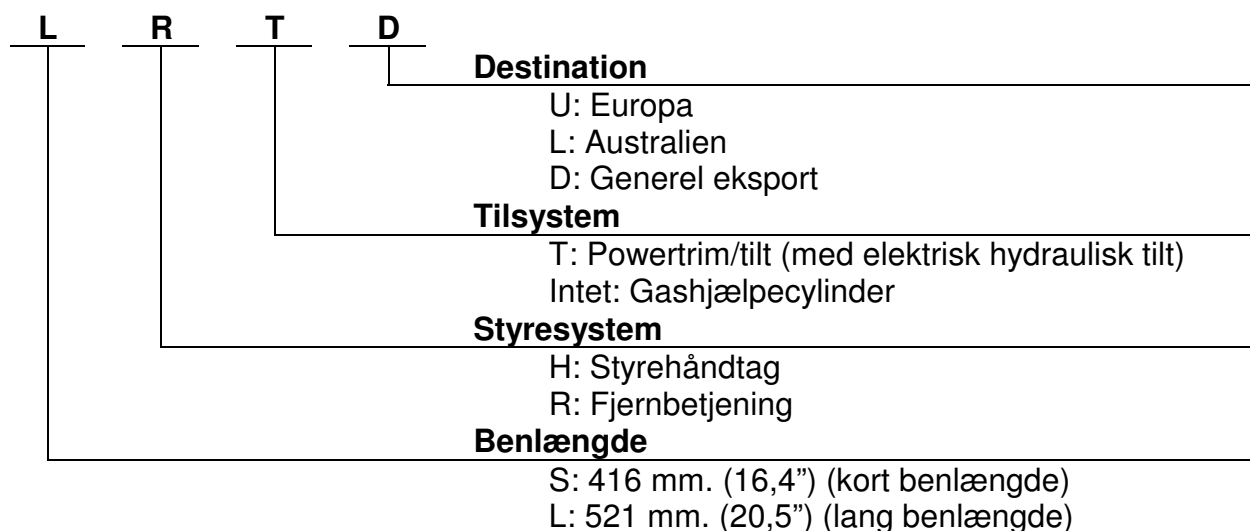 L R T D
Destination
U: Europa
L: Australien
D: Generel eksport
Tilsystem
T: Powertrim/tilt (med elektrisk hydraulisk tilt)
Intet: Gashjælpecylinder
Styresystem
H: Styrehåndtag
R: Fjernbetjening
Benlængde
S: 416 mm. (16,4”) (kort benlængde)
L: 521 mm. (20,5”) (lang benlængde)